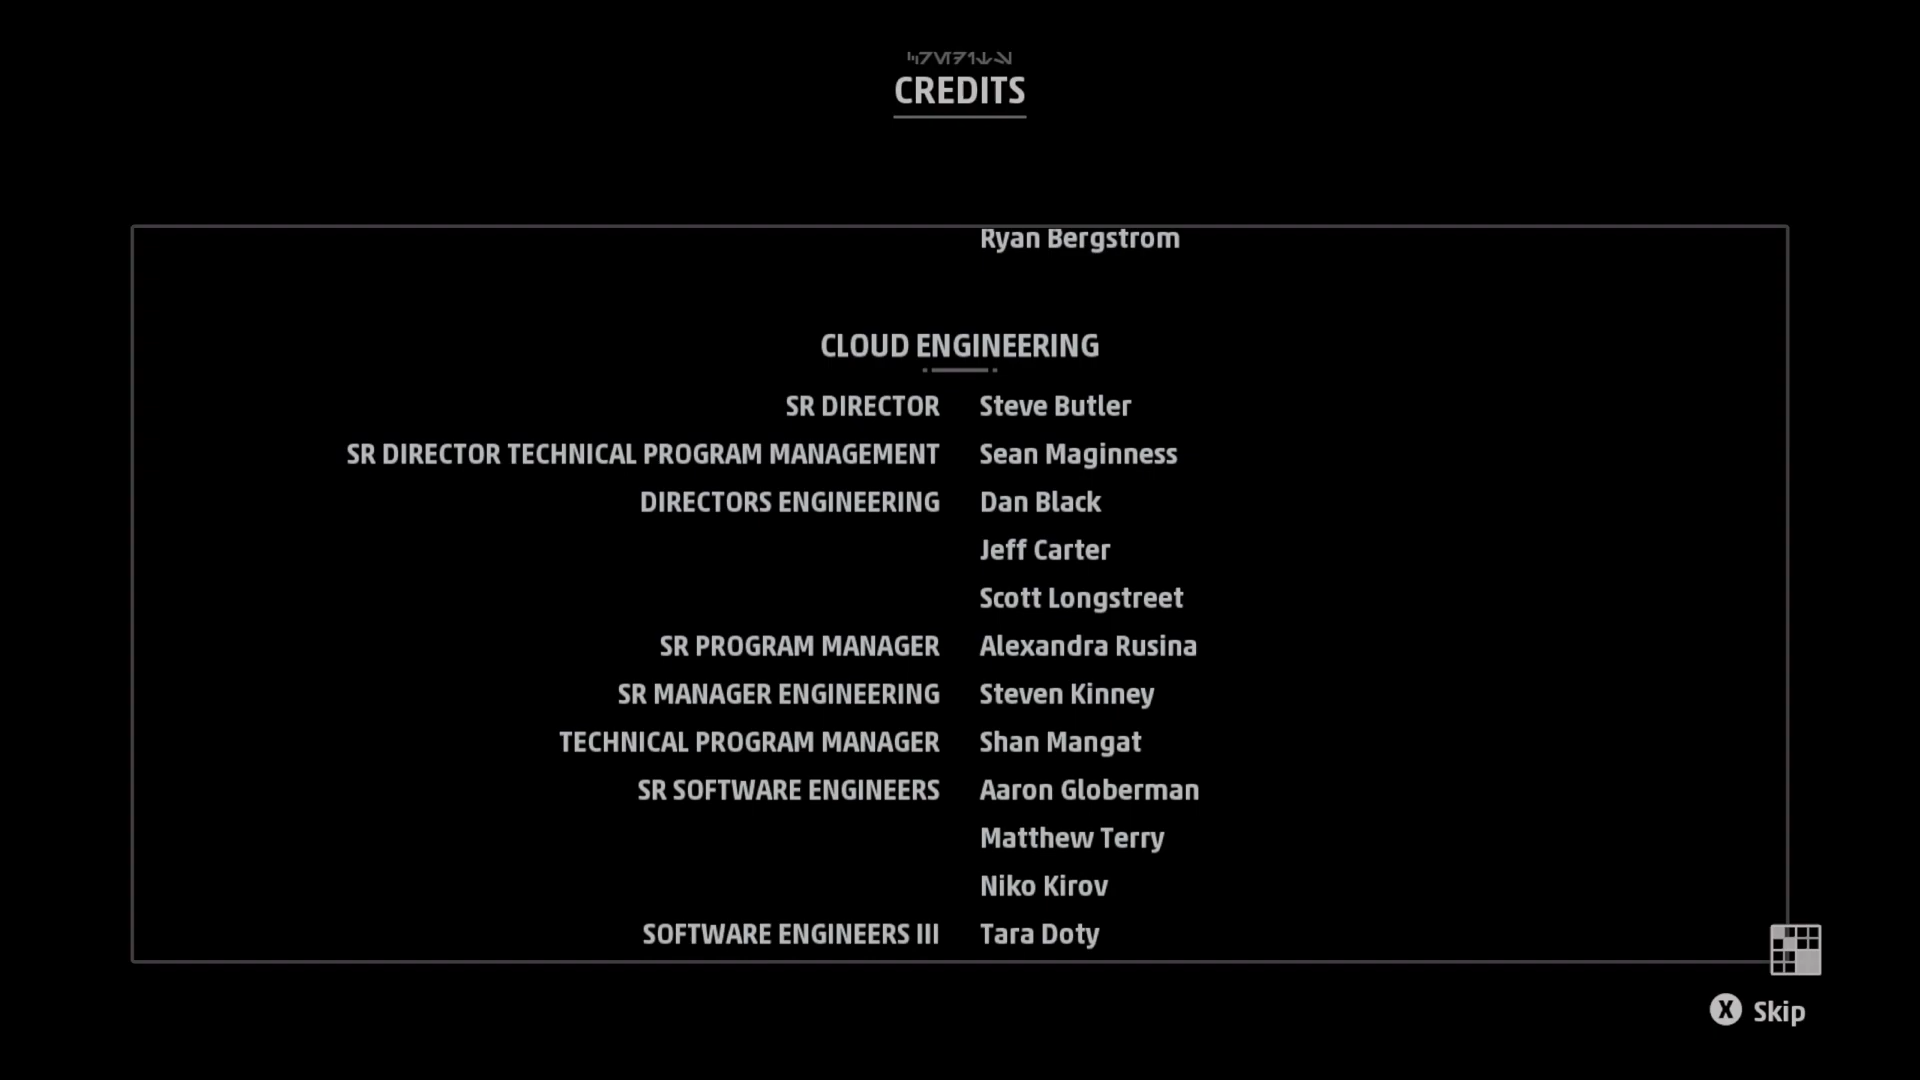 CREDITS
Ryan Bergstrom
CLOUD ENGINEERING
SR DIRECTOR Steve Butler
SR DIRECTOR TECHNICAL PROGRAM MANAGEMENT Sean Maginness
DIRECTORS ENGINEERING Dan Black
Jeff Carter
Scott Longstreet
SR PROGRAM MANAGER Alexandra Rusina
SR MANAGER ENGINEERING Steven Kinney
TECHNICAL PROGRAM MANAGER Shan Mangat
SR SOFTWARE ENGINEERS Aaron Globerman
Matthew Terry
Niko Kirov
SOFTWARE ENGINEERS III Tara Doty
X Skip